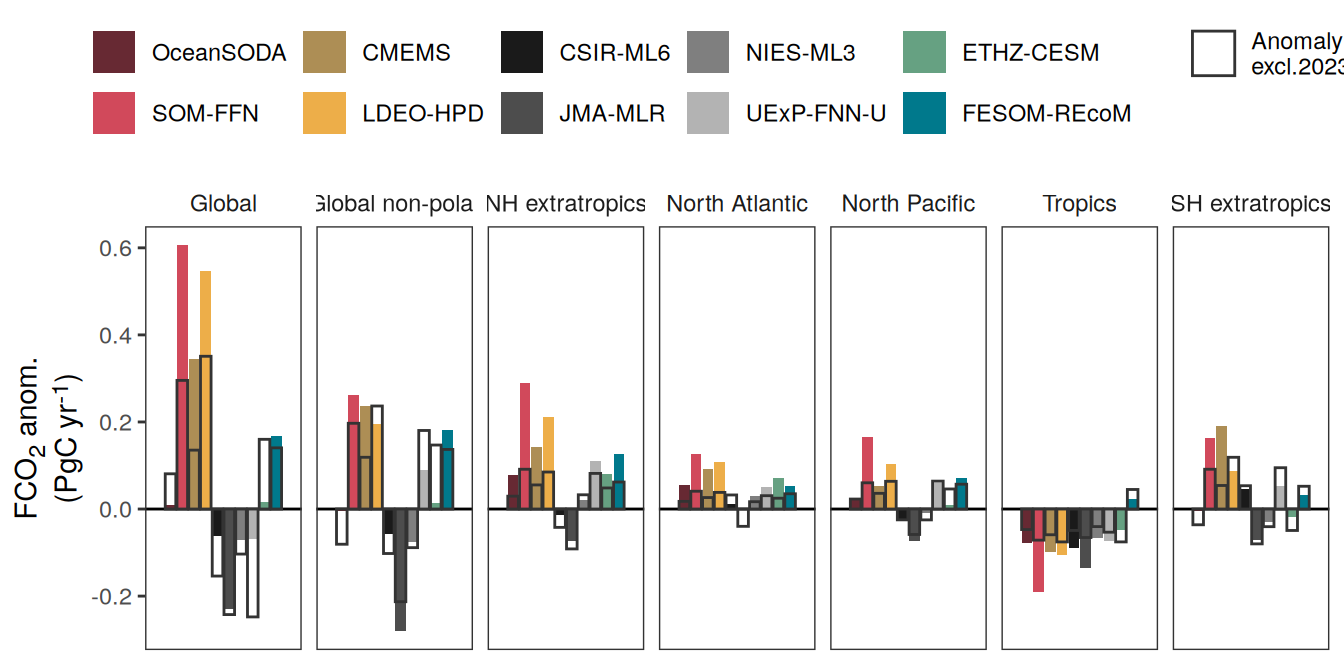 OceanSODA CMEMS CSIR-ML6 NIES-ML3 ETHZ-CESM Anomaly
SOM-FFN LDEO-HPD JMA-MLR UExP-FNN-U FESOM-REcoM excl.2023
Global Global non-pola NH extratropics North Atlantic North Pacific Tropics SH extratropics
FCO₂ anom.
(PgC yr⁻¹)
0.6
0.4
0.2
0.0
-0.2